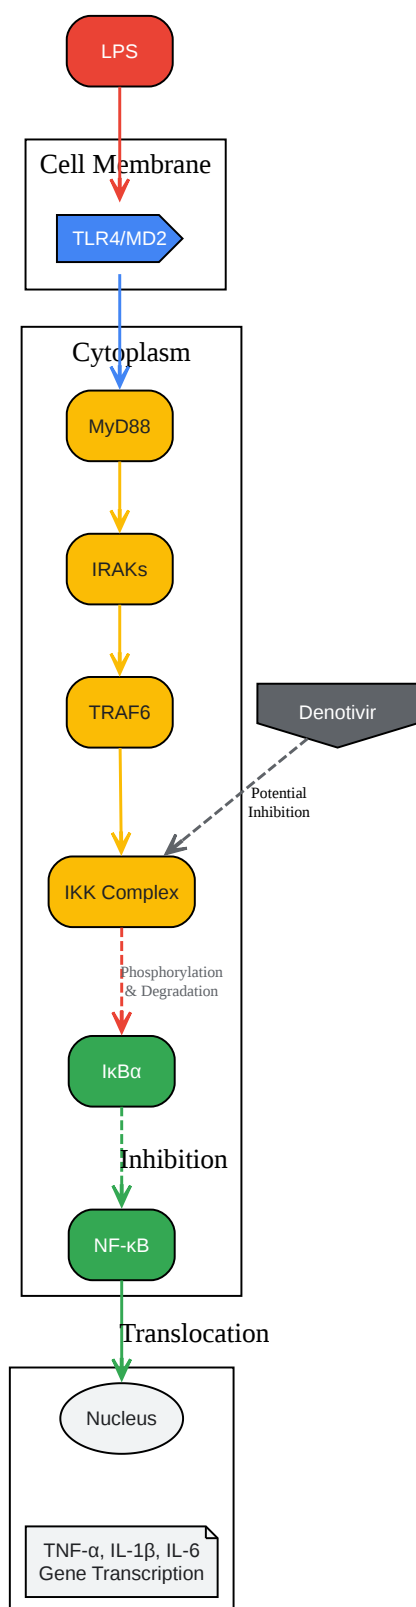 LPS
Cell Membrane
TLR4/MD2
Cytoplasm
MyD88
IRAKs
TRAF6
Denotivir
Potential
Inhibition
IKK Complex
Phosphorylation
& Degradation
IκBα
Inhibition
NF-κB
Translocation
Nucleus
TNF-α, IL-1β, IL-6
Gene Transcription